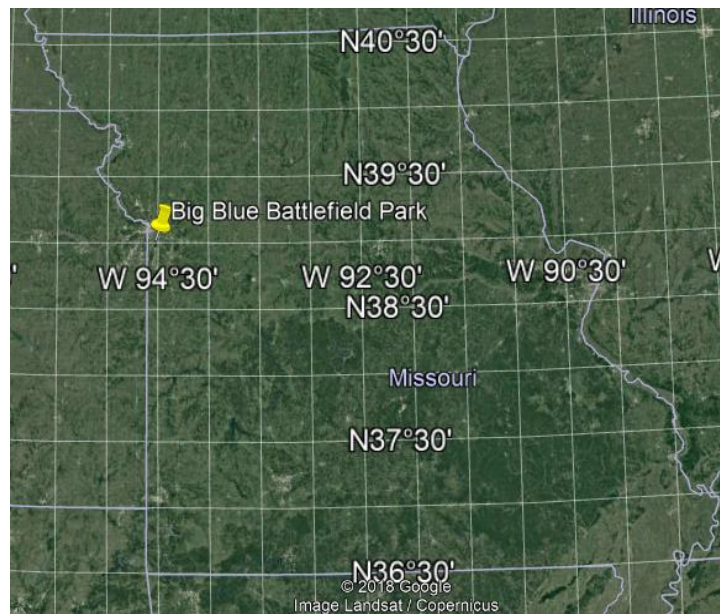 Illinois
N40°30'
N39°30'
Big Blue Battlefield Park
'
W 94°30'
W 92°30'
W 90°30'
W
N38°30'
Missouri
N37°30'
N36°30'
© 2018 Google
Image Landsat / Copernicus